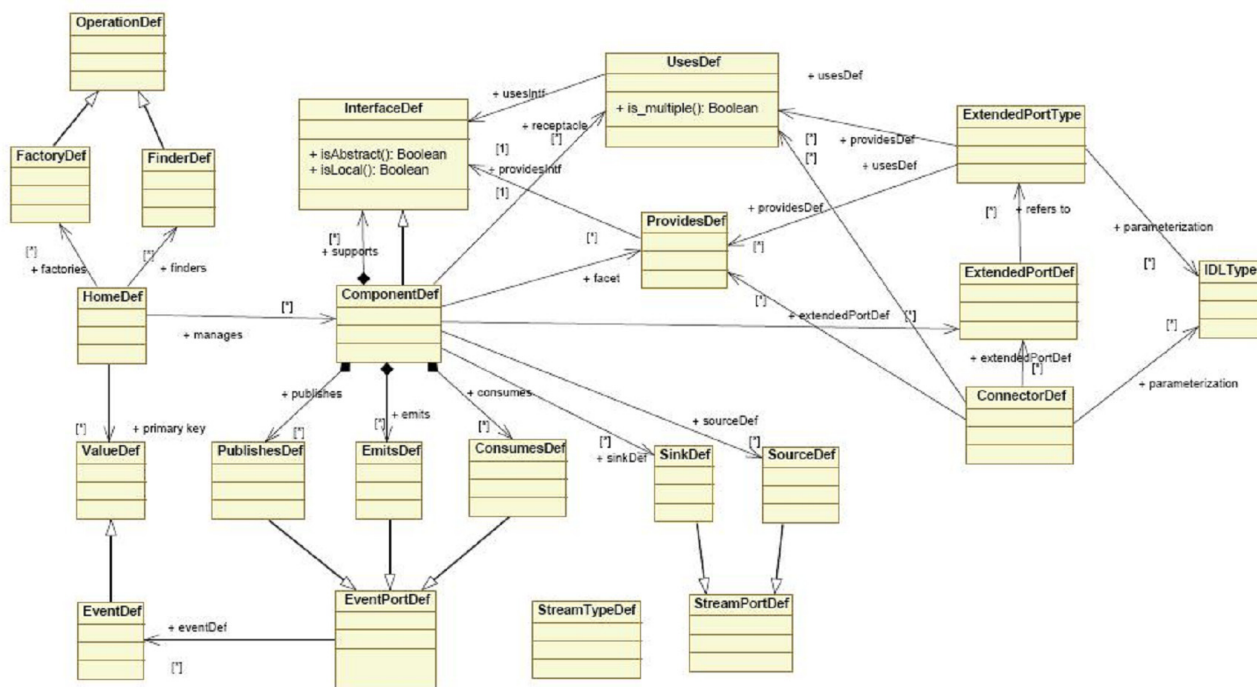 OperationDef
UsesDef
+ is_multiple(): Boolean
+ usesDef
+ usesIntf
InterfaceDef
+ isAbstract(): Boolean
+ isLocal(): Boolean
+ receptacle
[*]
ExtendedPortType
[*]
+ providesDef
[*]
FactoryDef
FinderDef
[1]
+ providesIntf
[1]
+ usesDef
ProvidesDef
+ providesDef
[*]
+ refers to
+ parameterization
[*]
[*]
[*]
+ supports
[*]
[*]
[*]
+ factories
+ finders
+ facet
ExtendedPortDef
IDLType
HomeDef
ComponentDef
[*]
[*]
+ manages
+ extendedPortDef
[*]
[*]
+ extendedPortDef
[*]
+ publishes
+ consumes
+ parameterization
ConnectorDef
+ emits
+ sourceDef
[*]
+ primary key
[*]
[*]
[*]
[*]
[*]
ValueDef
PublishesDef
EmitsDef
ConsumesDef
+ sinkDef
SinkDef
SourceDef
EventDef
EventPortDef
StreamTypeDef
StreamPortDef
+ eventDef
[*]